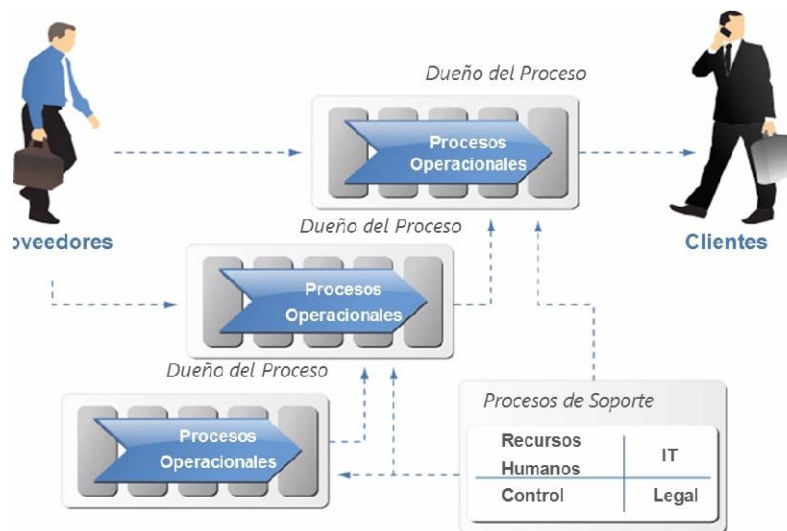 Dueño del Proceso
Procesos
Operacionales
Dueño del Proceso
oveedores
Clientes
Procesos
Operacionales
Dueño del Proceso
Procesos de Soporte
Procesos
Operacionales
Recursos
Humanos
IT
Control
Legal